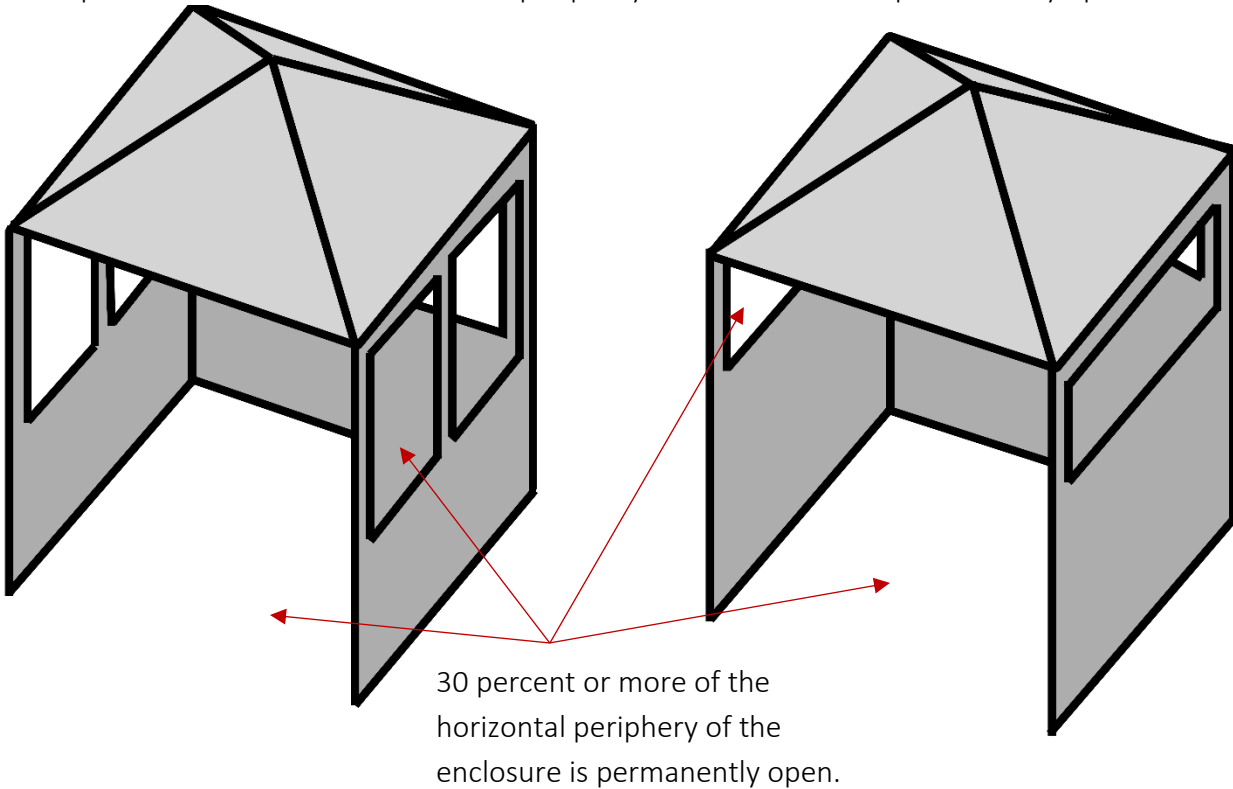 30 percent or more of the
horizontal periphery of the
enclosure is permanently open.